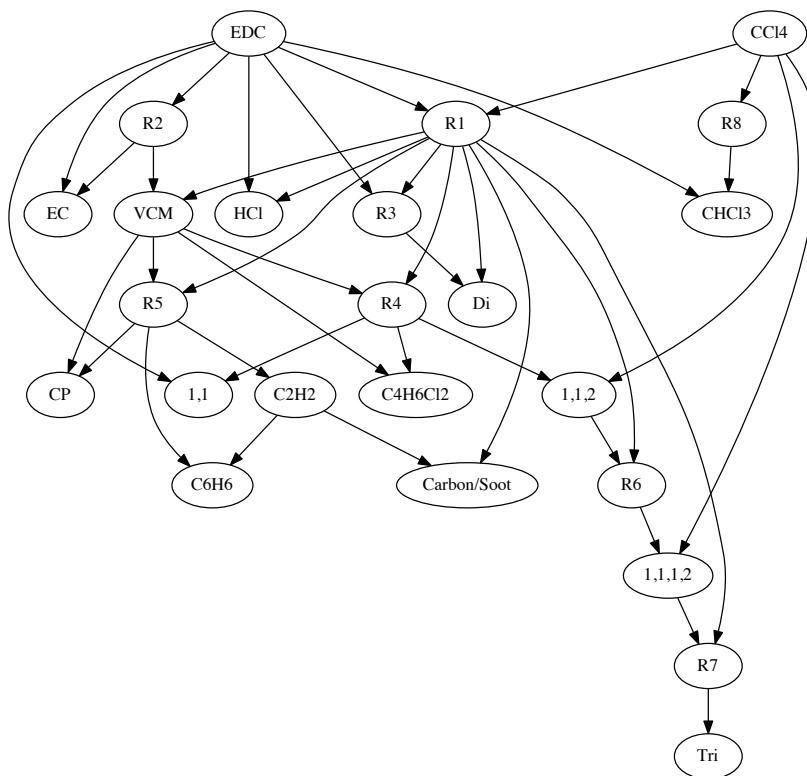 EDC
CCl4
R2
R1
R8
EC
VCM
HCl
R3
CHCl3
R5
R4
Di
CP
1,1
C2H2
C4H6Cl2
1,1,2
C6H6
Carbon/Soot
R6
1,1,1,2
R7
Tri